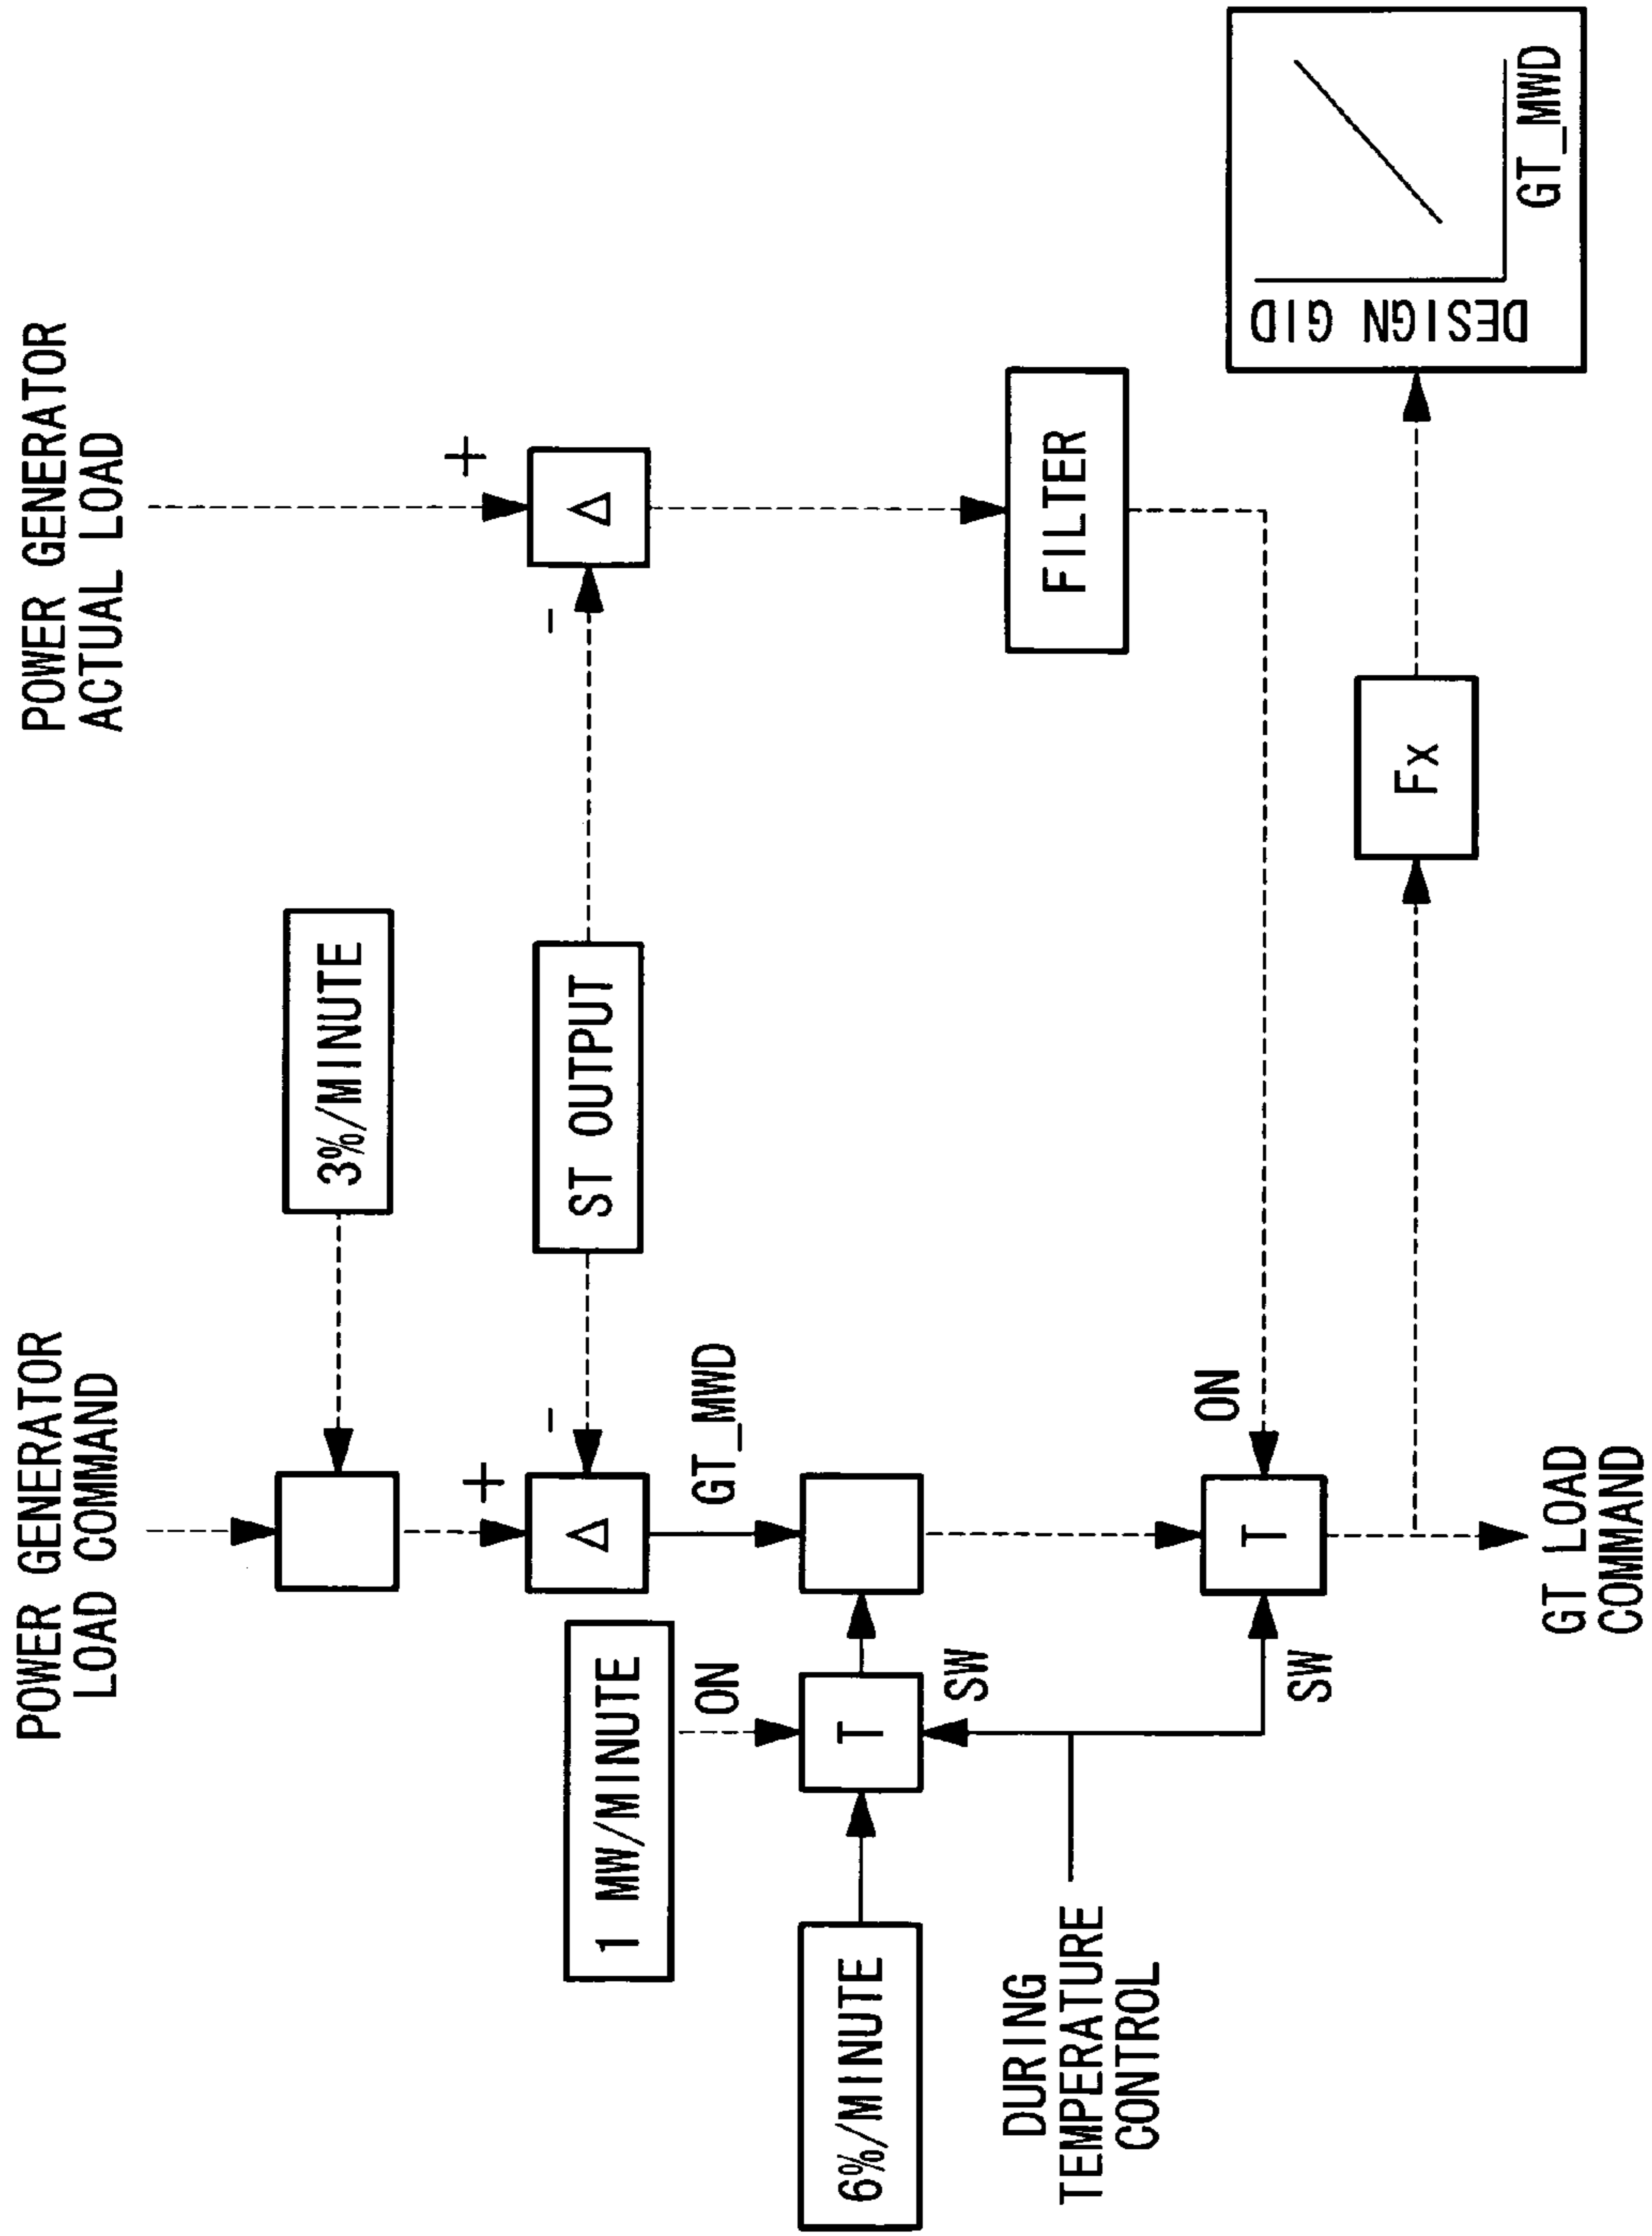 POWER GENERATOR
LOAD COMMAND
POWER GENERATOR
ACTUAL LOAD
3%/MINUTE
+
-
Δ
ST OUTPUT
-
+
Δ
1 MW/MINUTE
ON
GT_MWD
6%/MINUTE
T
SW
FILTER
DURING
TEMPERATURE
CONTROL
ON
T
SW
Fx
DESIGN GID
GT_MWD
GT LOAD
COMMAND